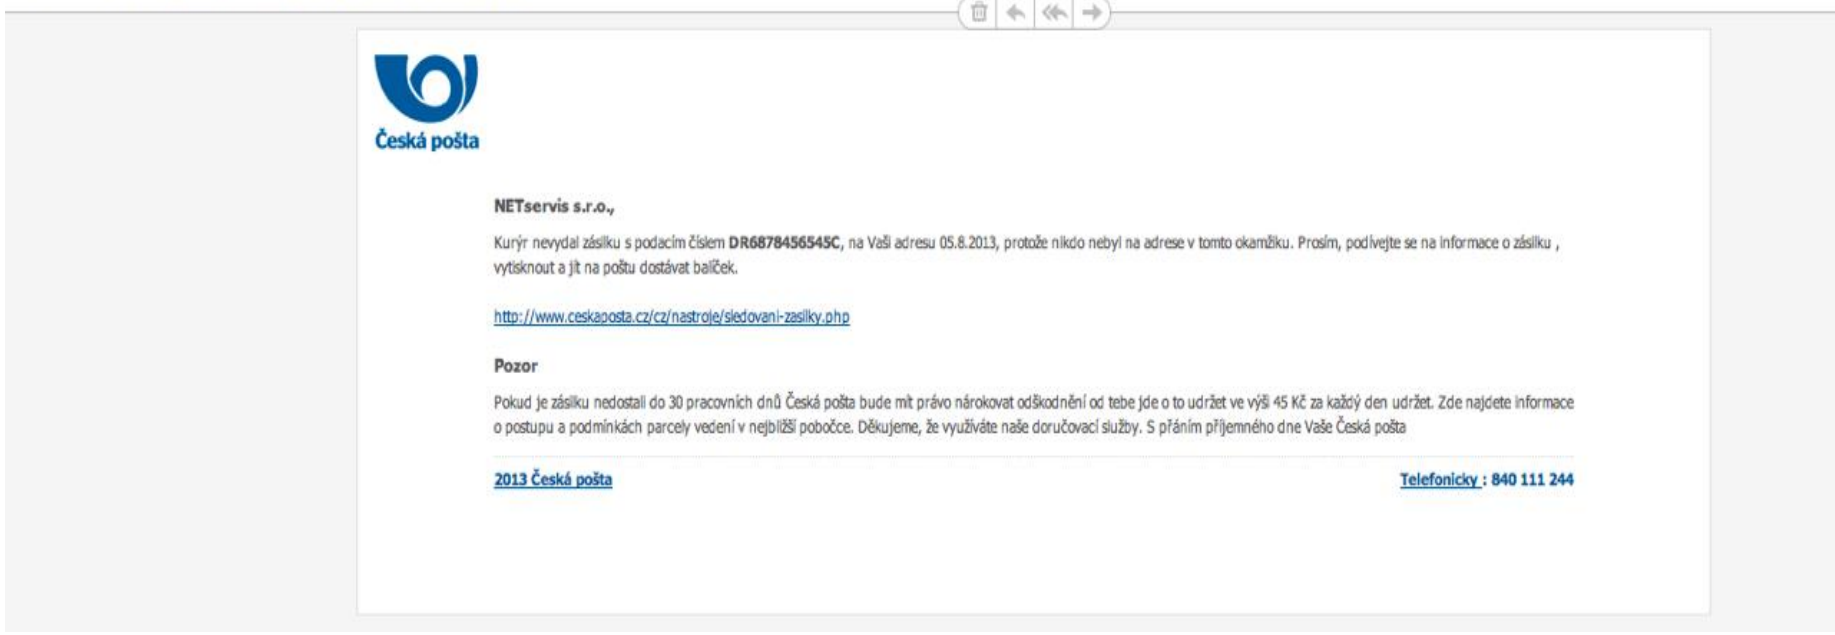 Česká pošta
NETservis s.r.o.,
Kurýr nevydal zásilku s podacím číslem DR6878456545C, na Vaši adresu 05.8.2013, protože nikdo nebyl na adrese v tomto okamžiku. Prosím, podívejte se na informace o zásilku ,
vytisknout a jít na poštu dostávat balíček.
http://www.ceskaposta.cz/cz/nastroje/sledovani-zasilky.php
Pozor
Pokud je zásilku nedostali do 30 pracovních dnů Česká pošta bude mít právo nárokovat odškodnění od tebe jde o to udržet ve výši 45 Kč za každý den udržet. Zde najdete informace
o postupu a podmínkách parcely vedení v nejbližší pobočce. Děkujeme, že využíváte naše doručovací služby. S přáním příjemného dne Vaše Česká pošta
2013 Česká pošta
Telefonicky : 840 111 244